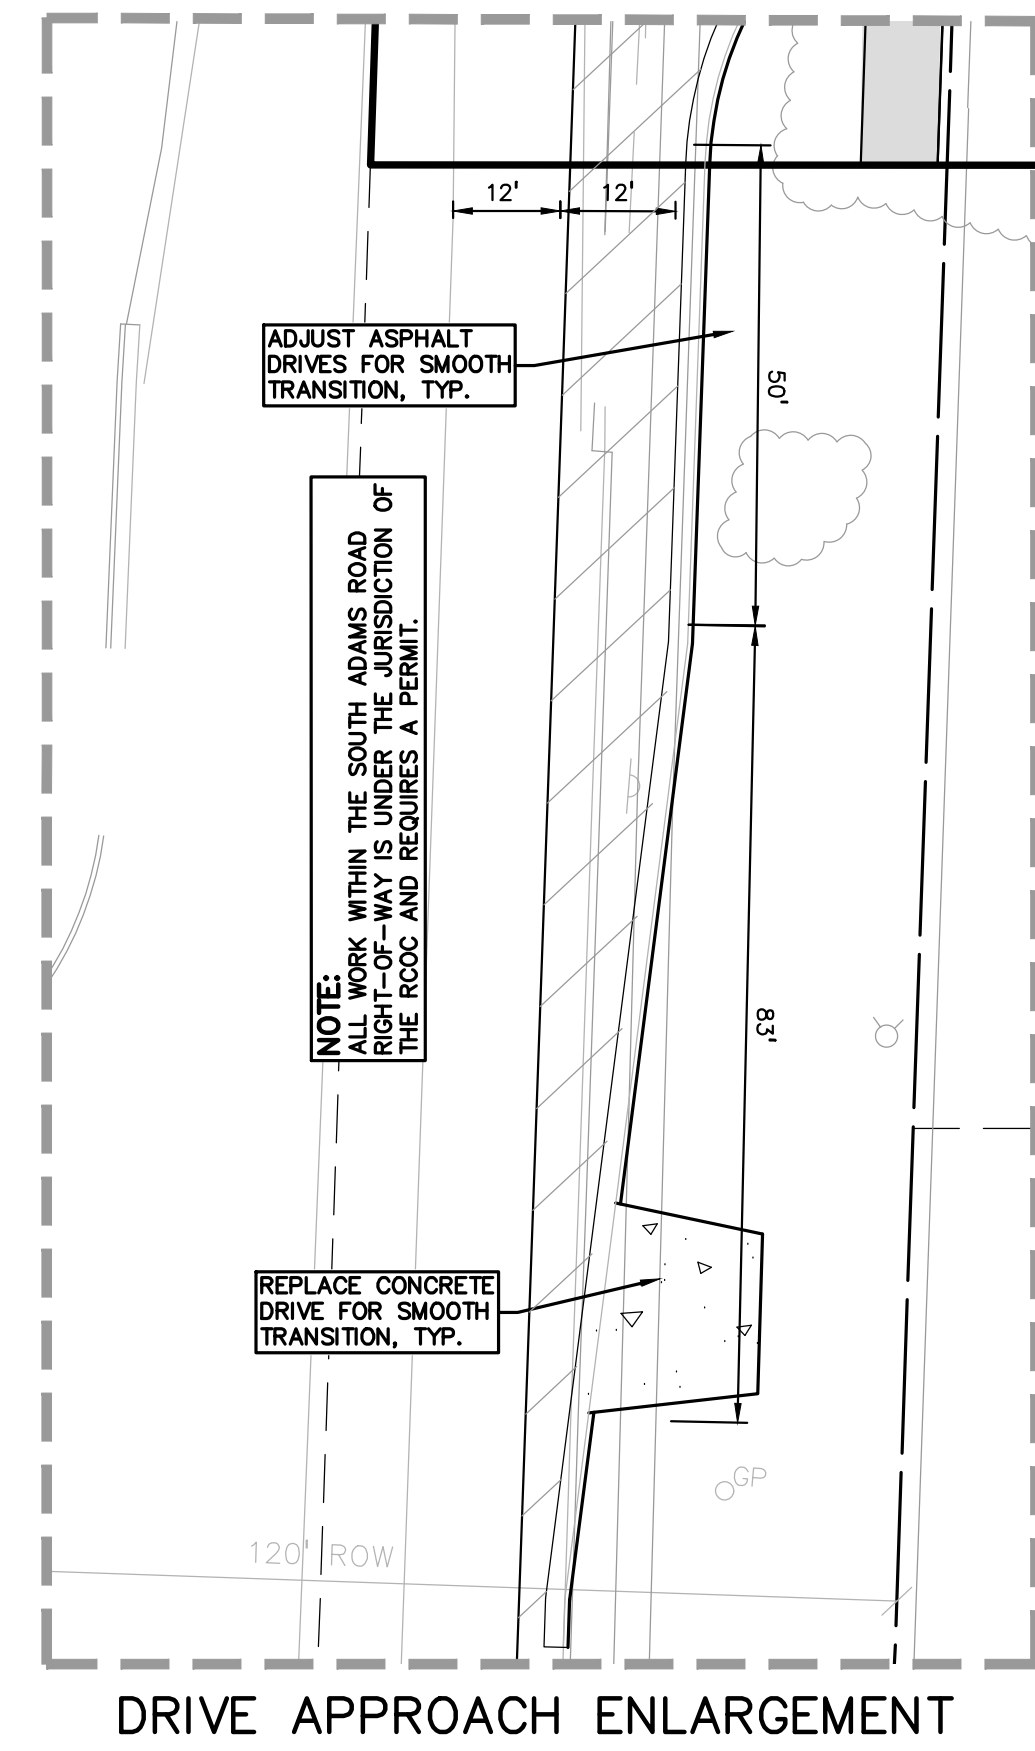 12'
12'
ADJUST ASPHALT
DRIVES FOR SMOOTH
TRANSITION, TYP.
50'
NOTE:
ALL WORK WITHIN THE SOUTH ADAMS ROAD
RIGHT-OF-WAY IS UNDER THE JURISDICTION OF
THE RCOC AND REQUIRES A PERMIT.
83'
REPLACE CONCRETE
DRIVE FOR SMOOTH
TRANSITION, TYP.
GP
120' ROW
DRIVE APPROACH ENLARGEMENT